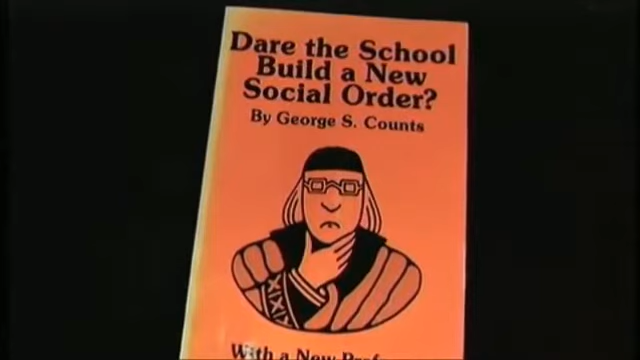 Dare the School
Build a New
Social Order?
By George S. Counts
With a New